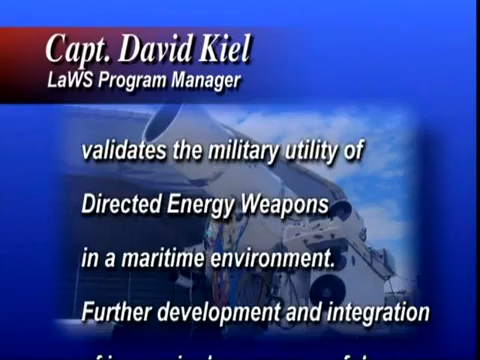 Capt. David Kiel
LaWS Program Manager
validates the military utility of
Directed Energy Weapons
in a maritime environment.
Further development and integration